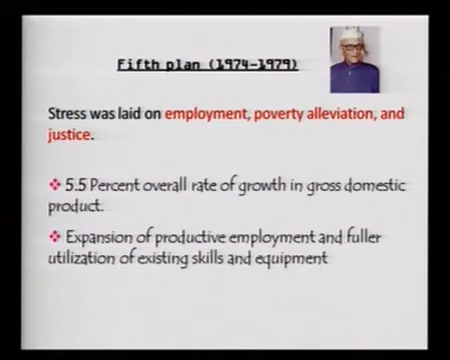 Fifth plan (1974-1979)
Stress was laid on employment, poverty alleviation, and
justice.
5.5 Percent overall rate of growth in gross domestic
product.
Expansion of productive employment and fuller
utilization of existing skills and equipment